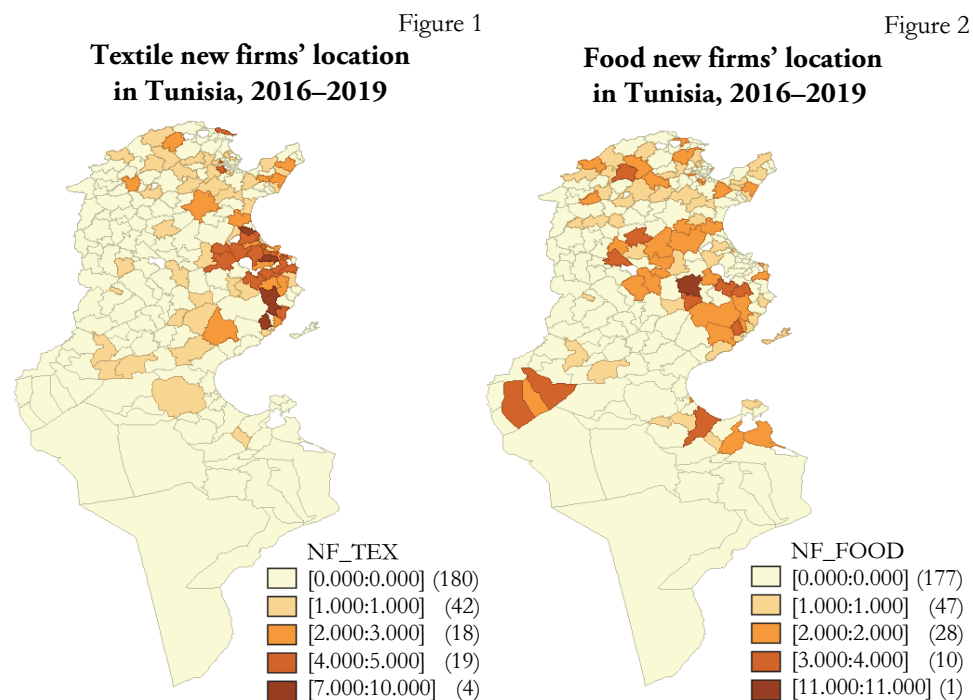 Figure 1
Textile new firms’ location
in Tunisia, 2016–2019
NF_TEX
[0.000:0.000] (180)
[1.000:1.000] (42)
[2.000:3.000] (18)
[4.000:5.000] (19)
[7.000:10.000] (4)
Figure 2
Food new firms’ location
in Tunisia, 2016–2019
NF_FOOD
[0.000:0.000] (177)
[1.000:1.000] (47)
[2.000:2.000] (28)
[3.000:4.000] (10)
[11.000:11.000] (1)